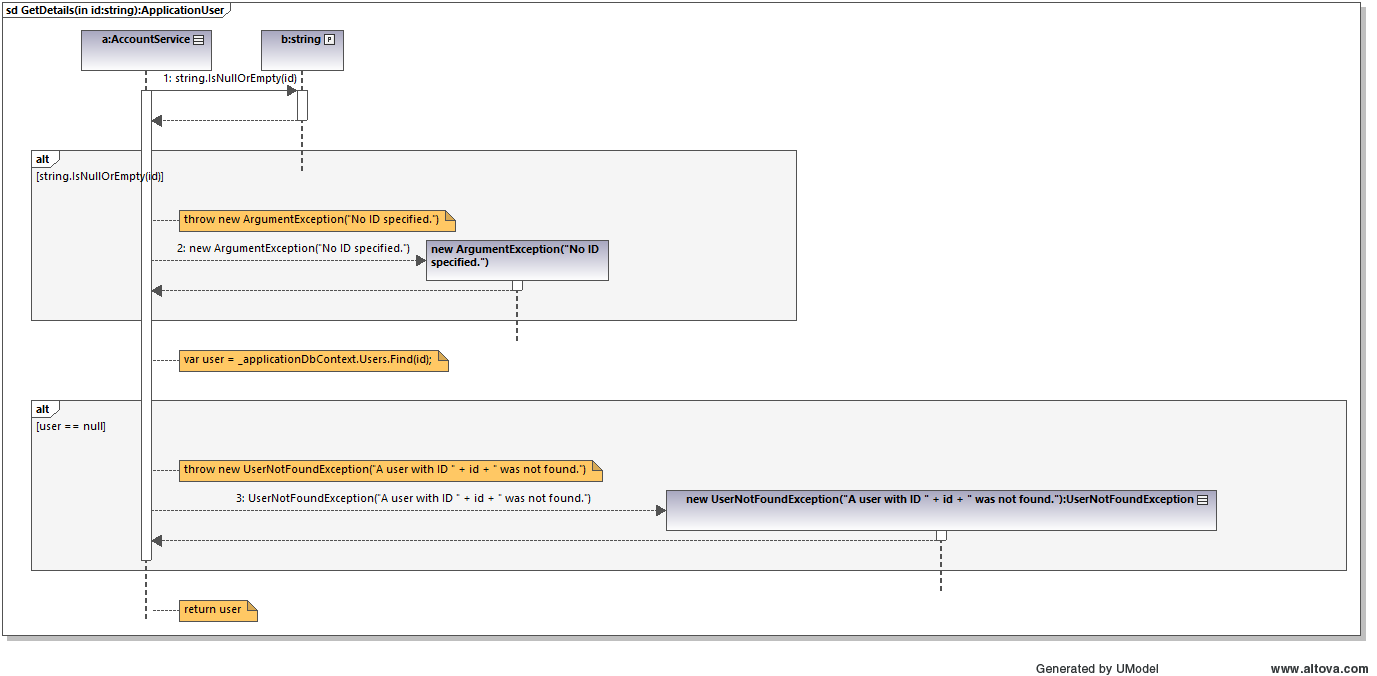 sd GetDetails(in id:string):ApplicationUser
a:AccountService
b:string P
1: string.IsNullOrEmpty(id)
alt
[string.IsNullOrEmpty(id)]
throw new ArgumentException("No ID specified.")
2: new ArgumentException("No ID specified.")
new ArgumentException("No ID
specified.")
var user = _applicationDbContext.Users.Find(id);
alt
[user == null]
throw new UserNotFoundException("A user with ID " + id + " was not found.")
3: UserNotFoundException("A user with ID " + id + " was not found.")
new UserNotFoundException("A user with ID " + id + " was not found."):UserNotFoundException
return user
Generated by UModel
www.altova.com